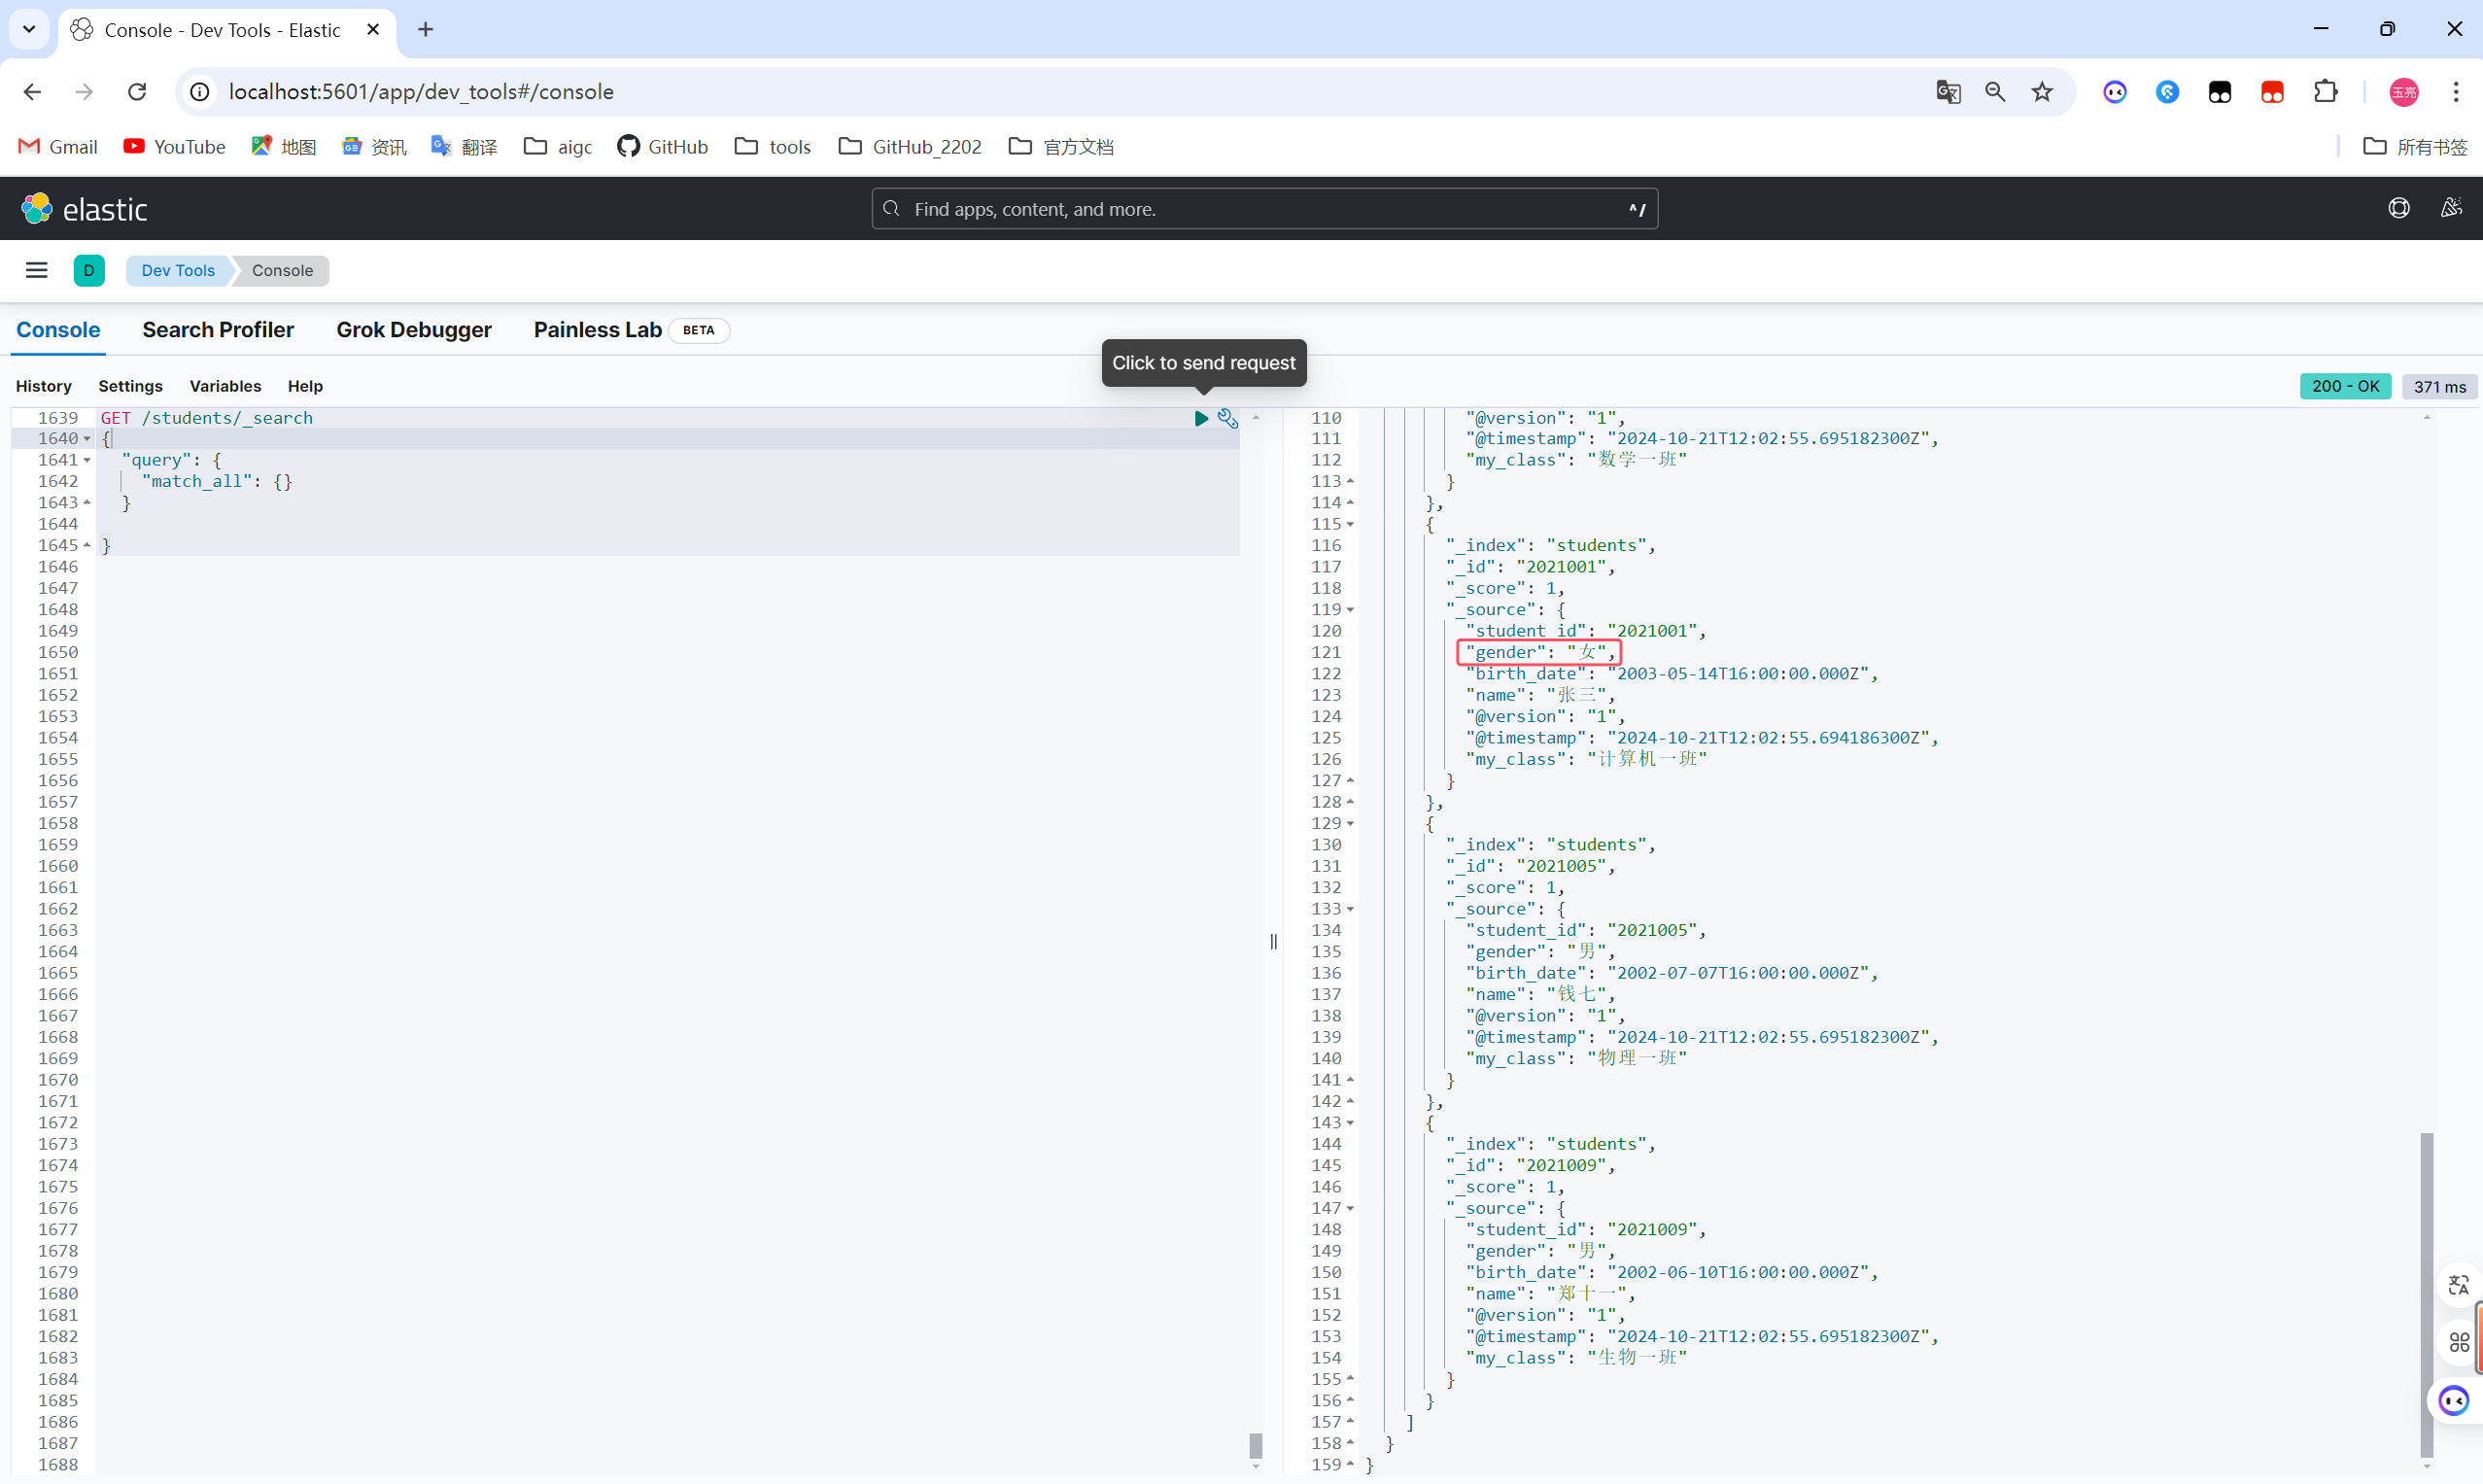 Console - Dev Tools - Elastic
localhost:5601/app/dev_tools#/console
玉亮
Gmail YouTube 地图 资讯 翻译 aigc GitHub tools GitHub_2202 官方文档 所有书签
elastic Find apps, content, and more. ^/
D Dev Tools Console
Console Search Profiler Grok Debugger Painless Lab BETA
Click to send request
History Settings Variables Help 200 - OK 371 ms
1639 GET /students/_search
1640 {
1641 "query": {
1642 "match_all": {}
1643 }
1644
1645 }
1646
1647
1648
1649
1650
1651
1652
1653
1654
1655
1656
1657
1658
1659
1660
1661
1662
1663
1664
1665
1666
1667
1668
1669
1670
1671
1672
1673
1674
1675
1676
1677
1678
1679
1680
1681
1682
1683
1684
1685
1686
1687
1688
110 "@version": "1",
111 "@timestamp": "2024-10-21T12:02:55.695182300Z",
112 "my_class": "数学一班"
113 }
114 },
115 {
116 "_index": "students",
117 "_id": "2021001",
118 "_score": 1,
119 "_source": {
120 "student_id": "2021001",
121 "gender": "女",
122 "birth_date": "2003-05-14T16:00:00.000Z",
123 "name": "张三",
124 "@version": "1",
125 "@timestamp": "2024-10-21T12:02:55.694186300Z",
126 "my_class": "计算机一班"
127 }
128 },
129 {
130 "_index": "students",
131 "_id": "2021005",
132 "_score": 1,
133 "_source": {
134 "student_id": "2021005",
135 "gender": "男",
136 "birth_date": "2002-07-07T16:00:00.000Z",
137 "name": "钱七",
138 "@version": "1",
139 "@timestamp": "2024-10-21T12:02:55.695182300Z",
140 "my_class": "物理一班"
141 }
142 },
143 {
144 "_index": "students",
145 "_id": "2021009",
146 "_score": 1,
147 "_source": {
148 "student_id": "2021009",
149 "gender": "男",
150 "birth_date": "2002-06-10T16:00:00.000Z",
151 "name": "郑十一",
152 "@version": "1",
153 "@timestamp": "2024-10-21T12:02:55.695182300Z",
154 "my_class": "生物一班"
155 }
156 }
157 ]
158 }
159 }